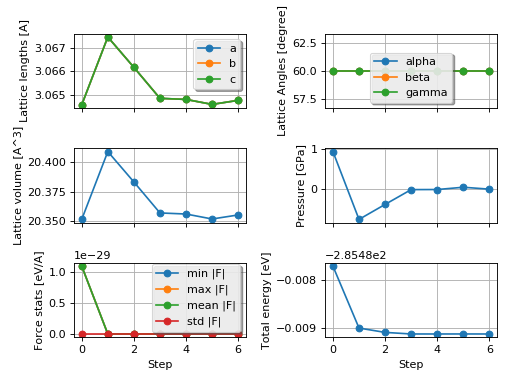 Lattice lengths [A]
3.067
3.066
3.065
a
b
c
Lattice Angles [degree]
62.5
60.0
57.5
alpha
beta
gamma
Lattice volume [A^3]
20.400
20.375
20.350
Pressure [GPa]
1
0
Force stats [eV/A]
1e−29
1.0
0.5
0.0
min |F|
max |F|
mean |F|
std |F|
0 2 4 6
Step
Total energy [eV]
−2.8548e2
−0.008
−0.009
0 2 4 6
Step